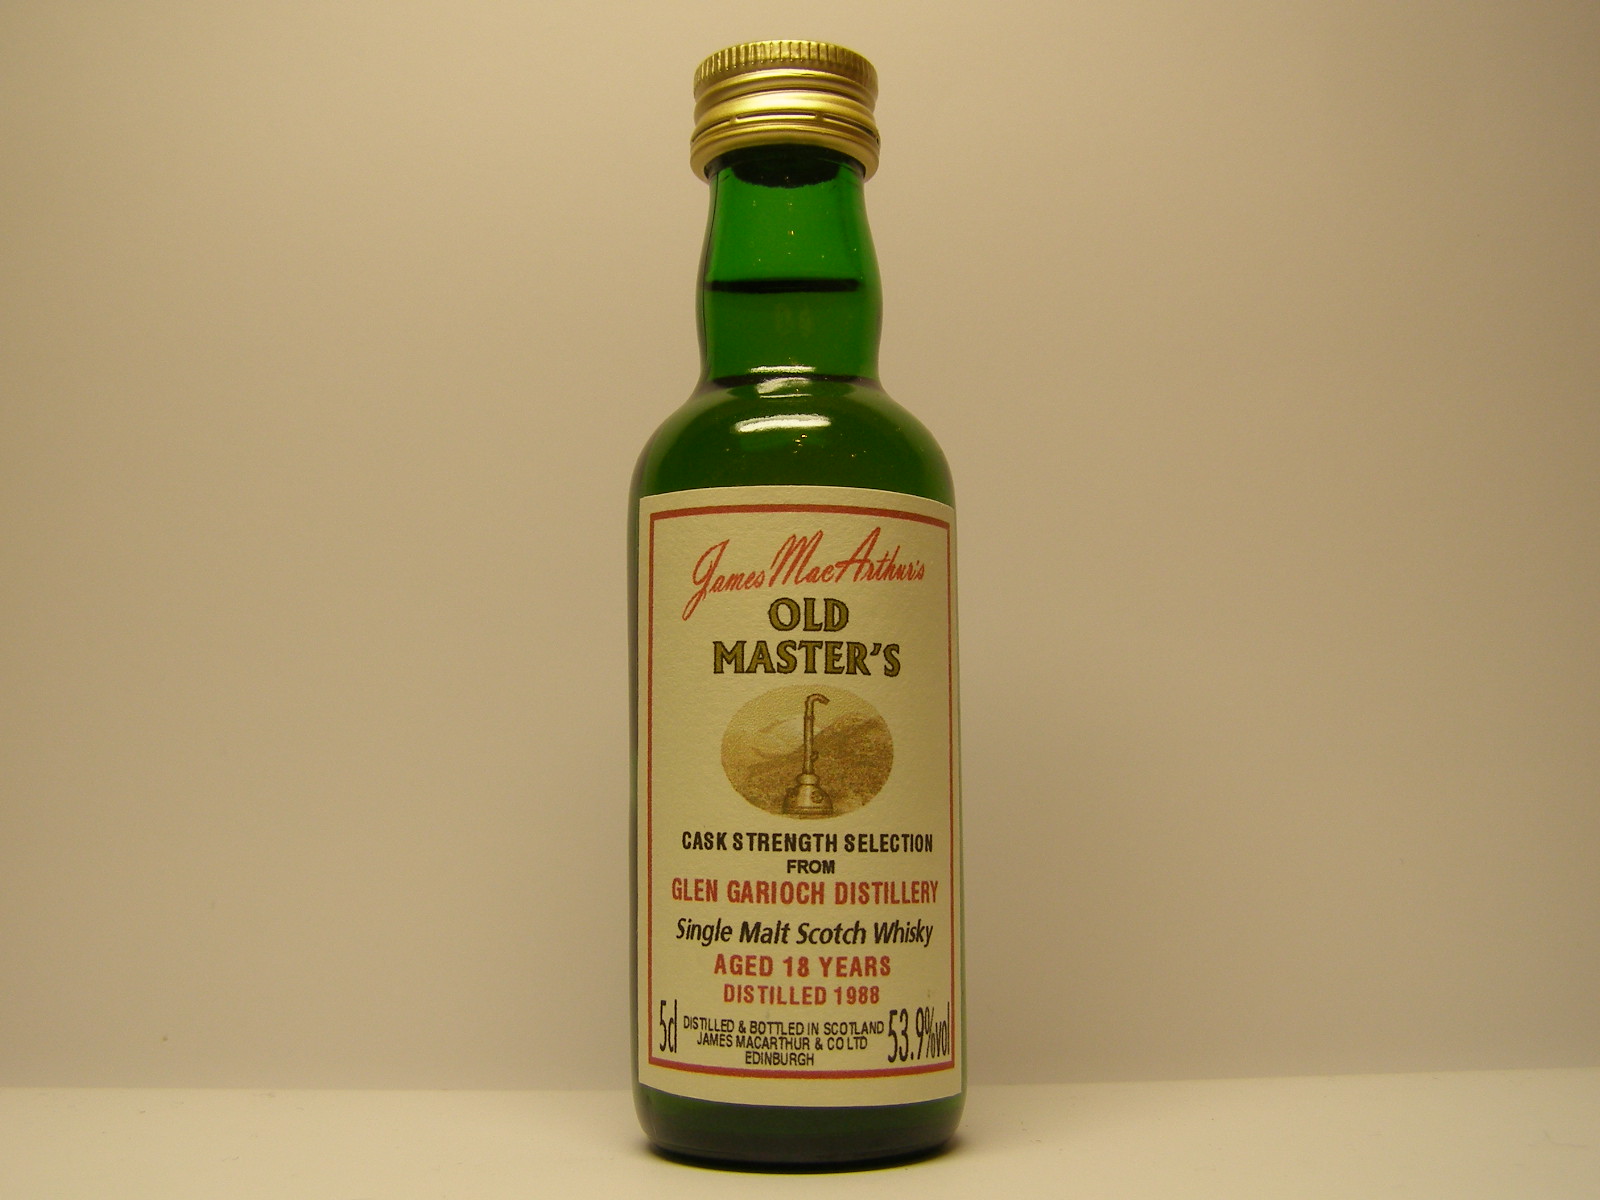 James MacArthur's
OLD
MASTER'S
CASK STRENGTH SELECTION
FROM
GLEN GARIOCH DISTILLERY
Single Malt Scotch Whisky
AGED 18 YEARS
DISTILLED 1988
5cl
DISTILLED & BOTTLED IN SCOTLAND
JAMES MACARTHUR & CO LTD
EDINBURGH
53.9%vol